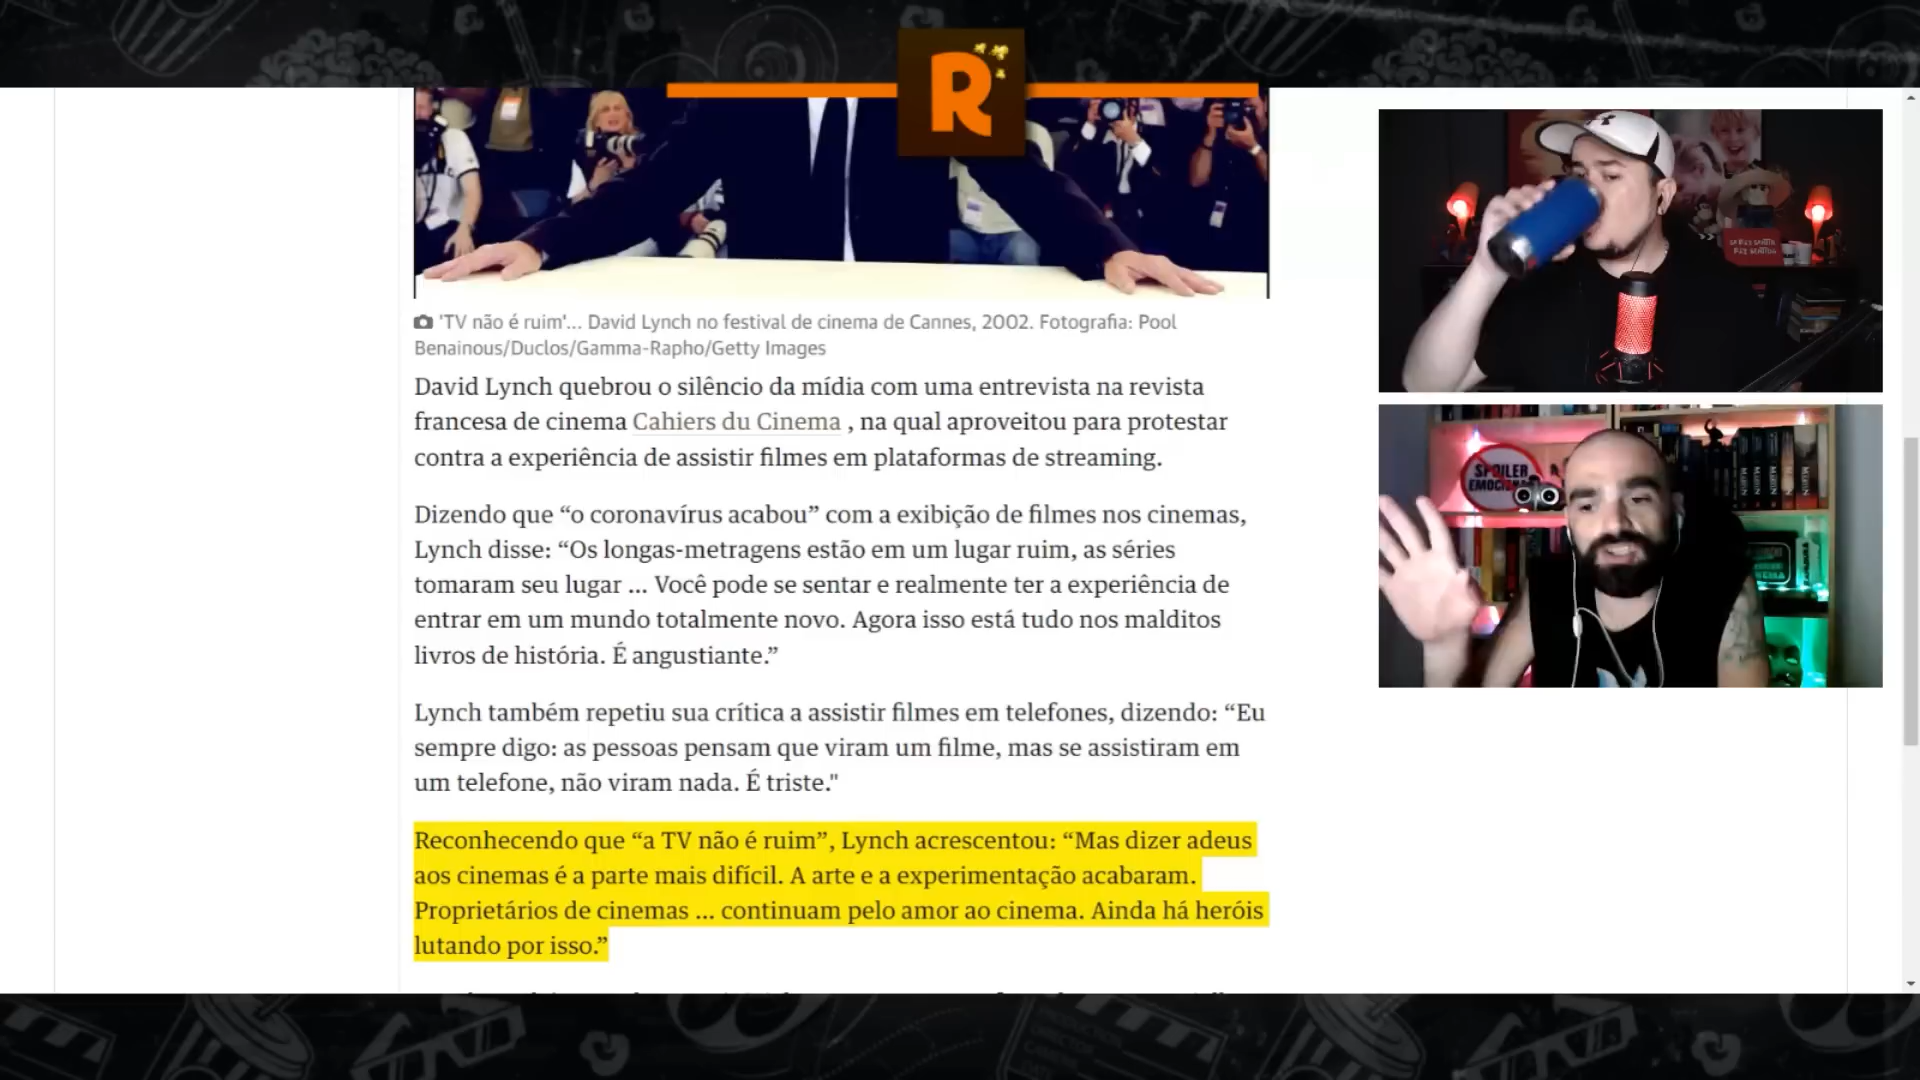 R
'TV não é ruim'... David Lynch no festival de cinema de Cannes, 2002. Fotografia: Pool
Benainous/Duclos/Gamma-Rapho/Getty Images
David Lynch quebrou o silêncio da mídia com uma entrevista na revista
francesa de cinema Cahiers du Cinema , na qual aproveitou para protestar
contra a experiência de assistir filmes em plataformas de streaming.
Dizendo que “o coronavírus acabou” com a exibição de filmes nos cinemas,
Lynch disse: “Os longas-metragens estão em um lugar ruim, as séries
tomaram seu lugar ... Você pode se sentar e realmente ter a experiência de
entrar em um mundo totalmente novo. Agora isso está tudo nos malditos
livros de história. É angustiante.”
Lynch também repetiu sua crítica a assistir filmes em telefones, dizendo: “Eu
sempre digo: as pessoas pensam que viram um filme, mas se assistiram em
um telefone, não viram nada. É triste."
Reconhecendo que “a TV não é ruim”, Lynch acrescentou: “Mas dizer adeus
aos cinemas é a parte mais difícil. A arte e a experimentação acabaram.
Proprietários de cinemas ... continuam pelo amor ao cinema. Ainda há heróis
lutando por isso.”
SPOILER